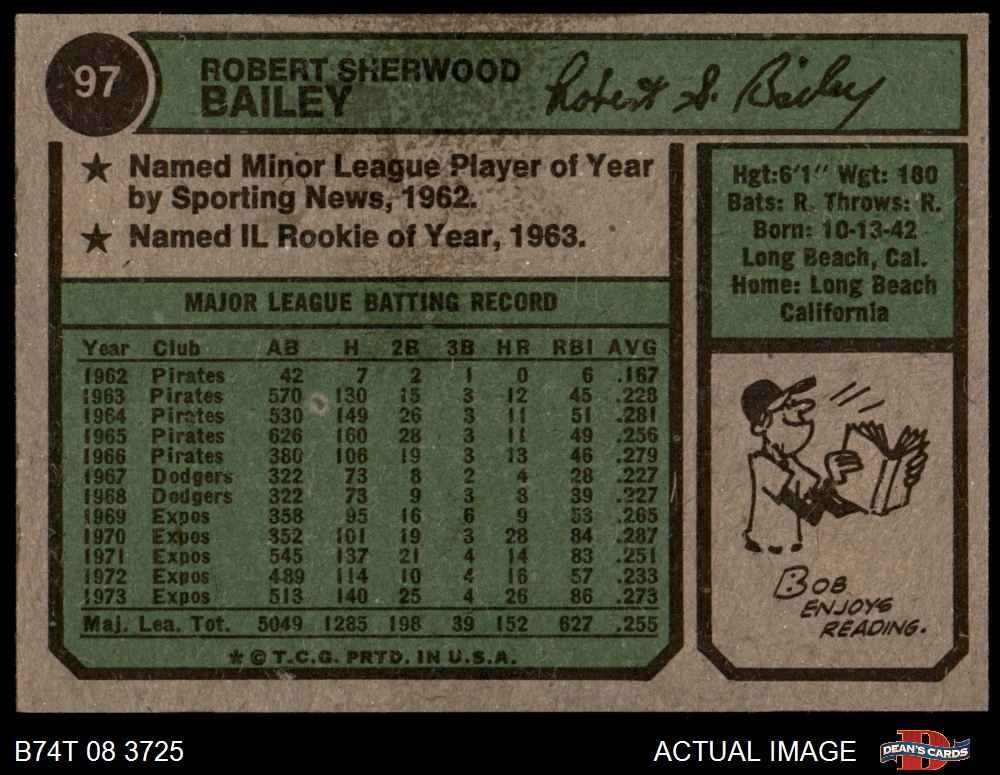 97
ROBERT SHERWOOD
BAILEY
Robert S. Bailey
★ Named Minor League Player of Year
by Sporting News, 1962.
★ Named IL Rookie of Year, 1963.
Hgt:6'1" Wgt: 180
Bats: R. Throws: R.
Born: 10-13-42
Long Beach, Cal.
Home: Long Beach
California
MAJOR LEAGUE BATTING RECORD
Year Club AB H 2B 3B HR RBI AVG
1962 Pirates 42 7 2 1 0 6 .167
1963 Pirates 570 130 15 3 12 45 .228
1964 Pirates 530 149 26 3 11 51 .281
1965 Pirates 626 160 28 3 11 49 .256
1966 Pirates 380 106 19 3 13 46 .279
1967 Dodgers 322 73 8 2 4 28 .227
1968 Dodgers 322 73 9 3 8 39 .227
1969 Expos 358 95 16 6 9 53 .265
1970 Expos 352 101 19 3 28 84 .287
1971 Expos 545 137 21 4 14 83 .251
1972 Expos 489 114 10 4 16 57 .233
1973 Expos 513 140 25 4 26 86 .273
Maj. Lea. Tot. 5049 1285 198 39 152 627 .255
* © T.C.G. PRTD. IN U.S.A.
BOB
ENJOYS
READING.
B74T 08 3725
ACTUAL IMAGE
D
DEAN'S CARDS